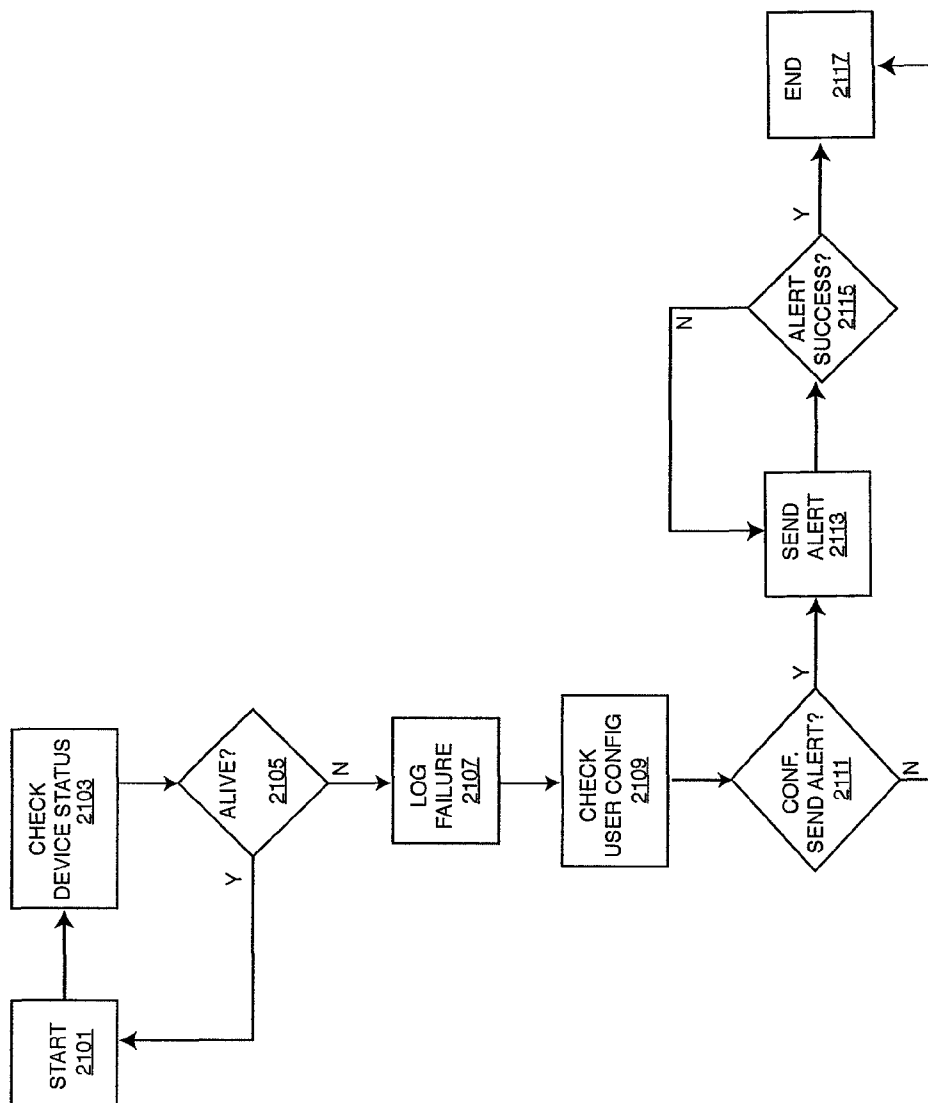 START
2101
CHECK
DEVICE STATUS
2103
ALIVE?
2105
Y
N
LOG
FAILURE
2107
CHECK
USER CONFIG
2109
CONF.
SEND ALERT?
2111
Y
N
SEND
ALERT
2113
ALERT
SUCCESS?
2115
N
Y
END
2117